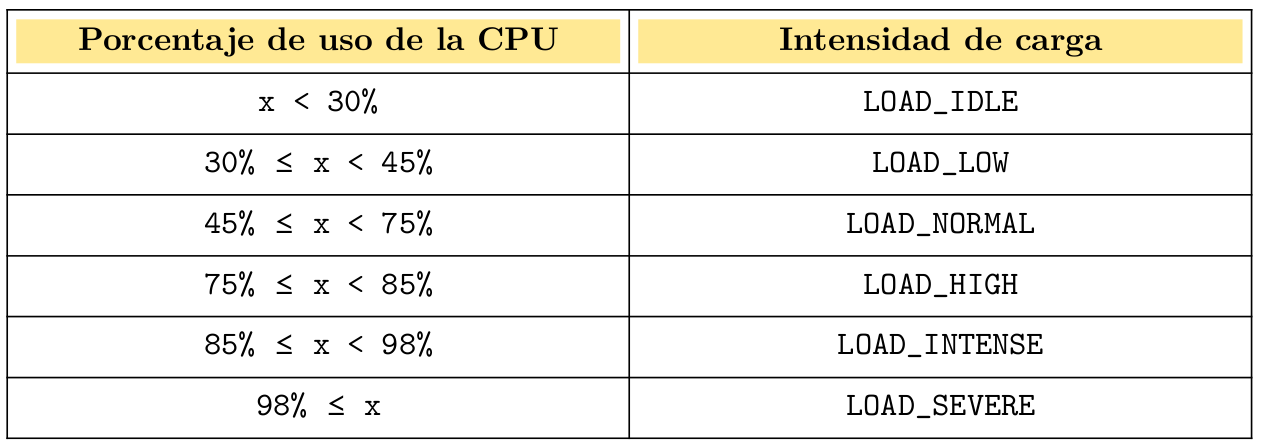 Porcentaje de uso de la CPU Intensidad de carga
x < 30% LOAD_IDLE
30% ≤ x < 45% LOAD_LOW
45% ≤ x < 75% LOAD_NORMAL
75% ≤ x < 85% LOAD_HIGH
85% ≤ x < 98% LOAD_INTENSE
98% ≤ x LOAD_SEVERE